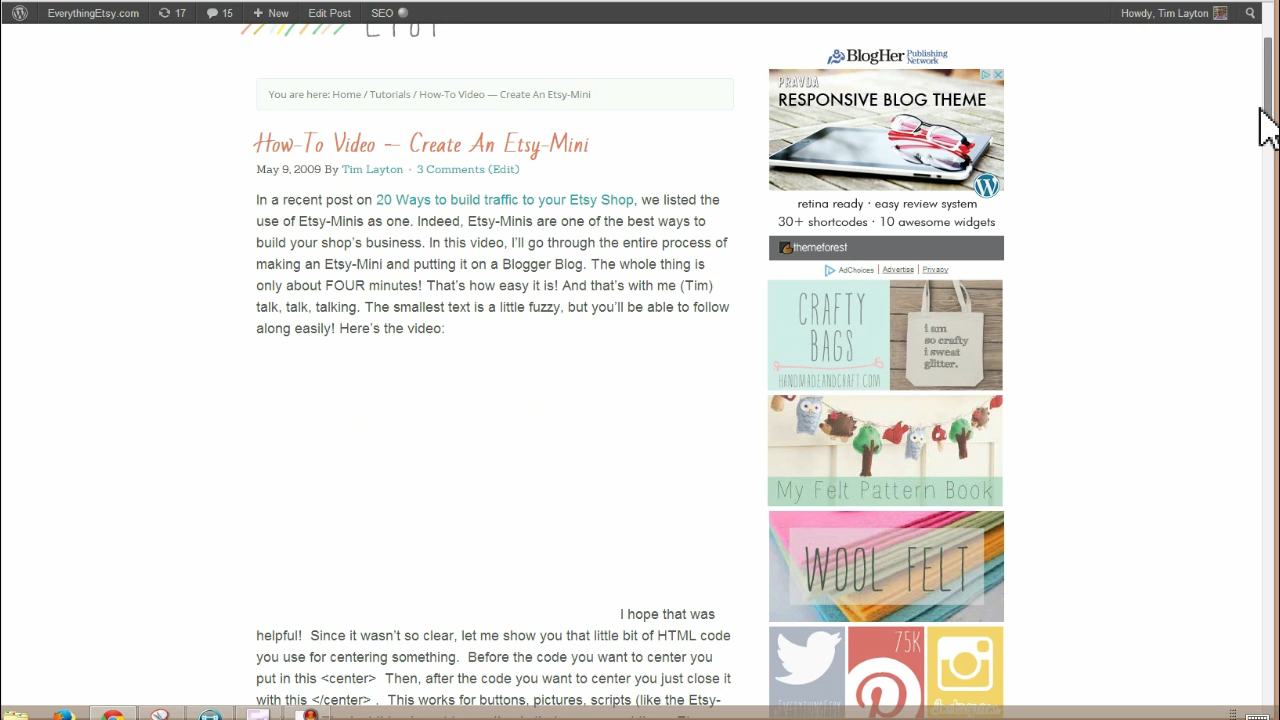 EverythingEtsy.com 17 15 New Edit Post SEO Howdy, Tim Layton
BlogHer Publishing Network
You are here: Home / Tutorials / How-To Video — Create An Etsy-Mini
How-To Video — Create An Etsy-Mini
May 9, 2009 By Tim Layton · 3 Comments (Edit)
In a recent post on 20 Ways to build traffic to your Etsy Shop, we listed the
use of Etsy-Minis as one. Indeed, Etsy-Minis are one of the best ways to
build your shop's business. In this video, I'll go through the entire process of
making an Etsy-Mini and putting it on a Blogger Blog. The whole thing is
only about FOUR minutes! That's how easy it is! And that's with me (Tim)
talk, talk, talking. The smallest text is a little fuzzy, but you'll be able to follow
along easily! Here's the video:
I hope that was
helpful! Since it wasn't so clear, let me show you that little bit of HTML code
you use for centering something. Before the code you want to center you
put in this <center> Then, after the code you want to center you just close it
with this </center> . This works for buttons, pictures, scripts (like the Etsy-
PRAVDA
RESPONSIVE BLOG THEME
retina ready · easy review system
30+ shortcodes · 10 awesome widgets
themeforest
AdChoices | Advertise | Privacy
CRAFTY
BAGS
HANDMADEANDCRAFT.COM
i am
so crafty
i sweat
glitter.
My Felt Pattern Book
WOOL FELT
75K